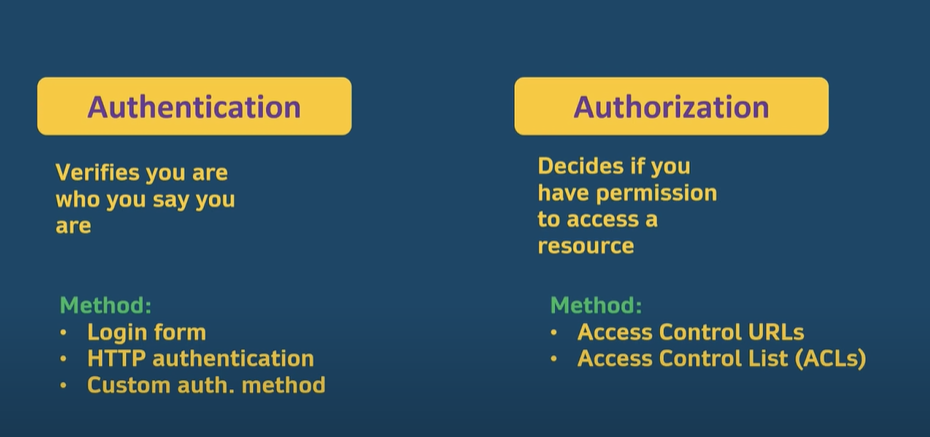 Authentication
Verifies you are
who you say you
are
Method:
• Login form
• HTTP authentication
• Custom auth. method
Authorization
Decides if you
have permission
to access a
resource
Method:
• Access Control URLs
• Access Control List (ACLs)